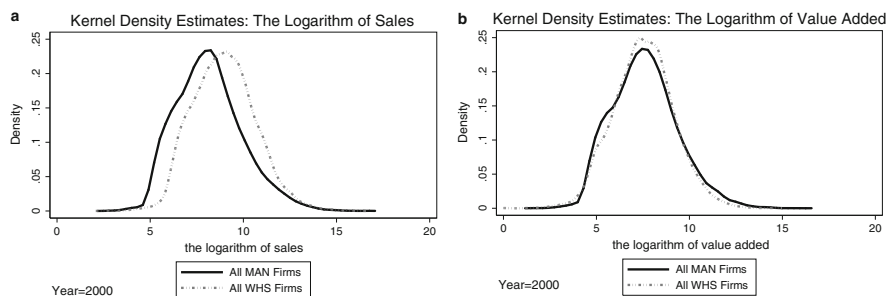 a
Kernel Density Estimates: The Logarithm of Sales
.25
.2
.15
.1
.05
0
Density
0 5 10 15 20
the logarithm of sales
All MAN Firms
All WHS Firms
Year=2000
b
Kernel Density Estimates: The Logarithm of Value Added
.25
.2
.15
.1
.05
0
Density
0 5 10 15 20
the logarithm of value added
All MAN Firms
All WHS Firms
Year=2000